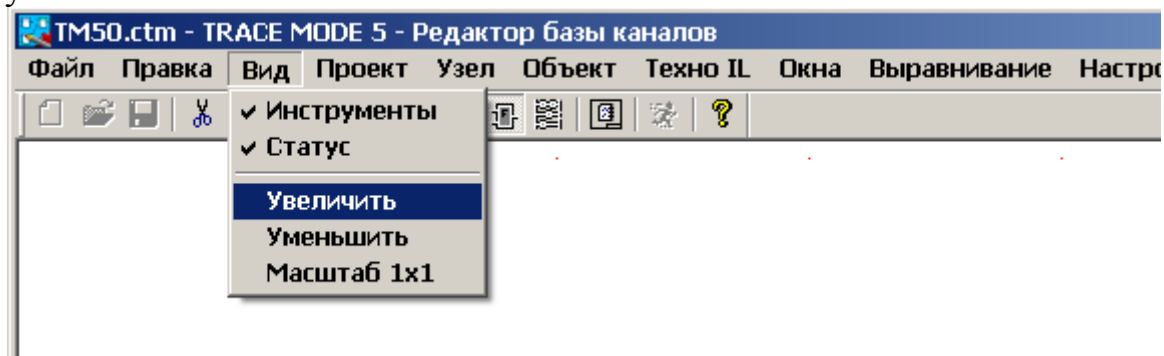 TM50.ctm - TRACE MODE 5 - Редактор базы каналов
Файл Правка Вид Проект Узел Объект Техно IL Окна Выравнивание Настро
Инструменты
Статус
Увеличить
Уменьшить
Масштаб 1x1